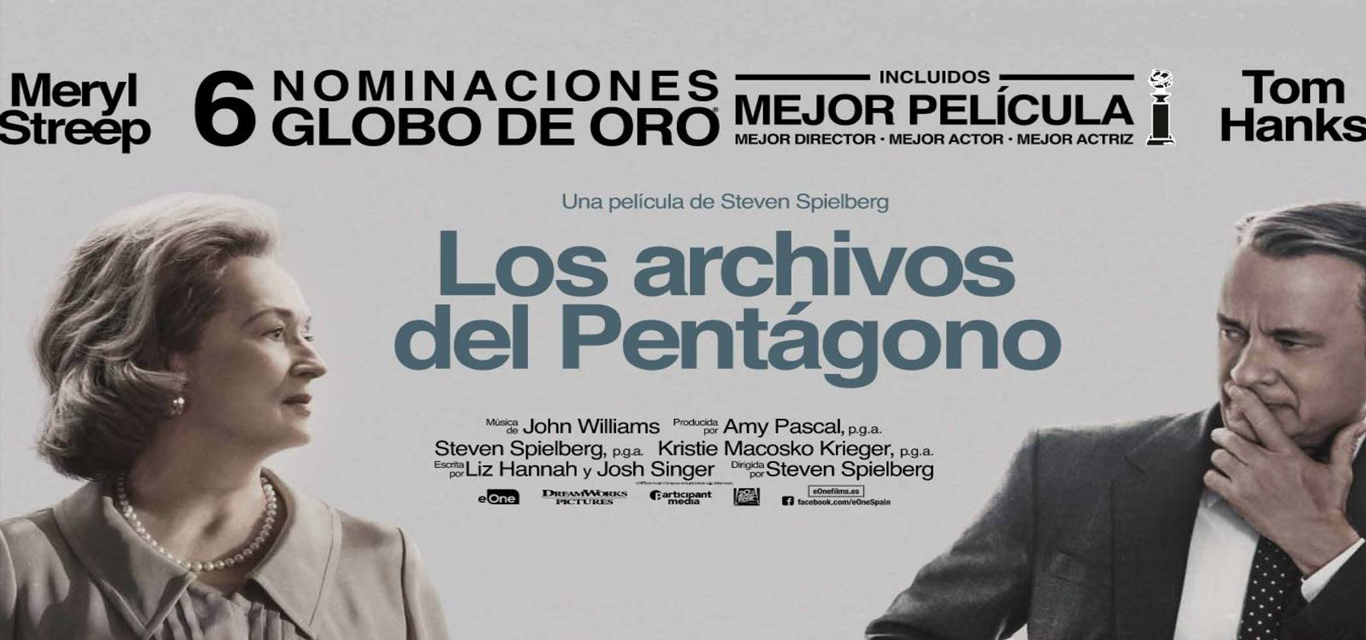 Meryl
Streep
6 NOMINACIONES
GLOBO DE ORO®
INCLUIDOS
MEJOR PELÍCULA
MEJOR DIRECTOR · MEJOR ACTOR · MEJOR ACTRIZ
Tom
Hanks
Una película de Steven Spielberg
Los archivos
del Pentágono
Música de John Williams Producida por Amy Pascal, p.g.a.
Steven Spielberg, p.g.a. Kristie Macosko Krieger, p.g.a.
Escrita por Liz Hannah y Josh Singer Dirigida por Steven Spielberg
eOne DREAMWORKS PICTURES Participant media eOnefilms.es
facebook.com/eOneSpain